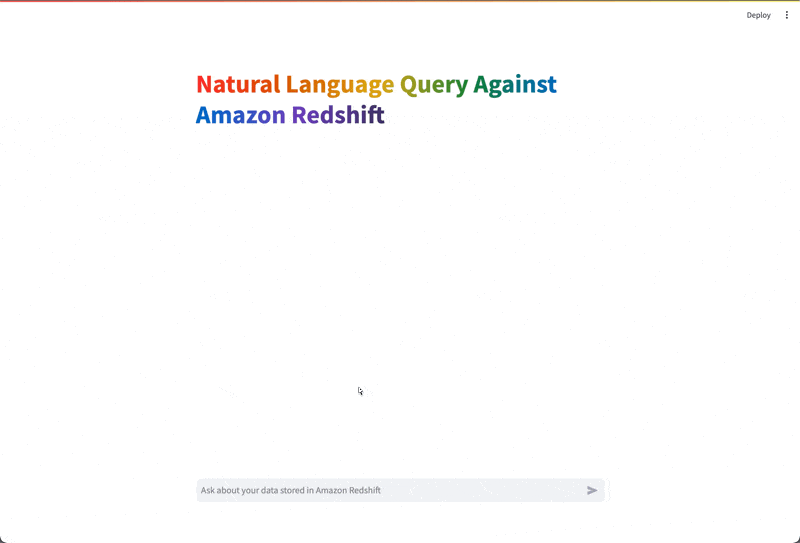 Deploy
Natural Language Query Against
Amazon Redshift
Ask about your data stored in Amazon Redshift